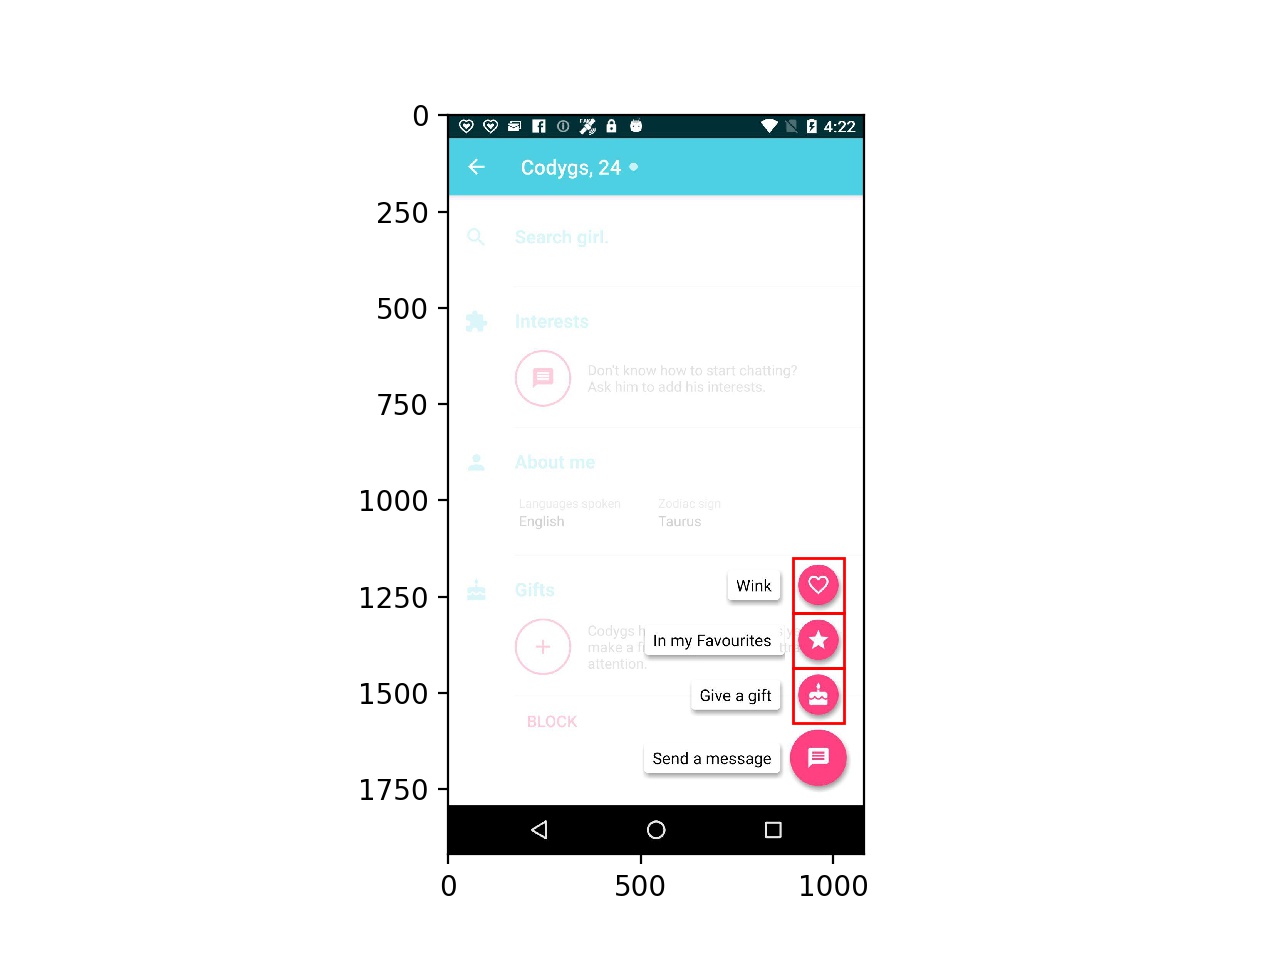 0
250
500
750
1000
1250
1500
1750
0
500
1000
4:22
Codygs, 24
Search girl.
Interests
Don't know how to start chatting?
Ask him to add his interests.
About me
Languages spoken
Zodiac sign
English
Taurus
Wink
Gifts
Codygs
In my Favourites
make a
attention.
Give a gift
BLOCK
Send a message